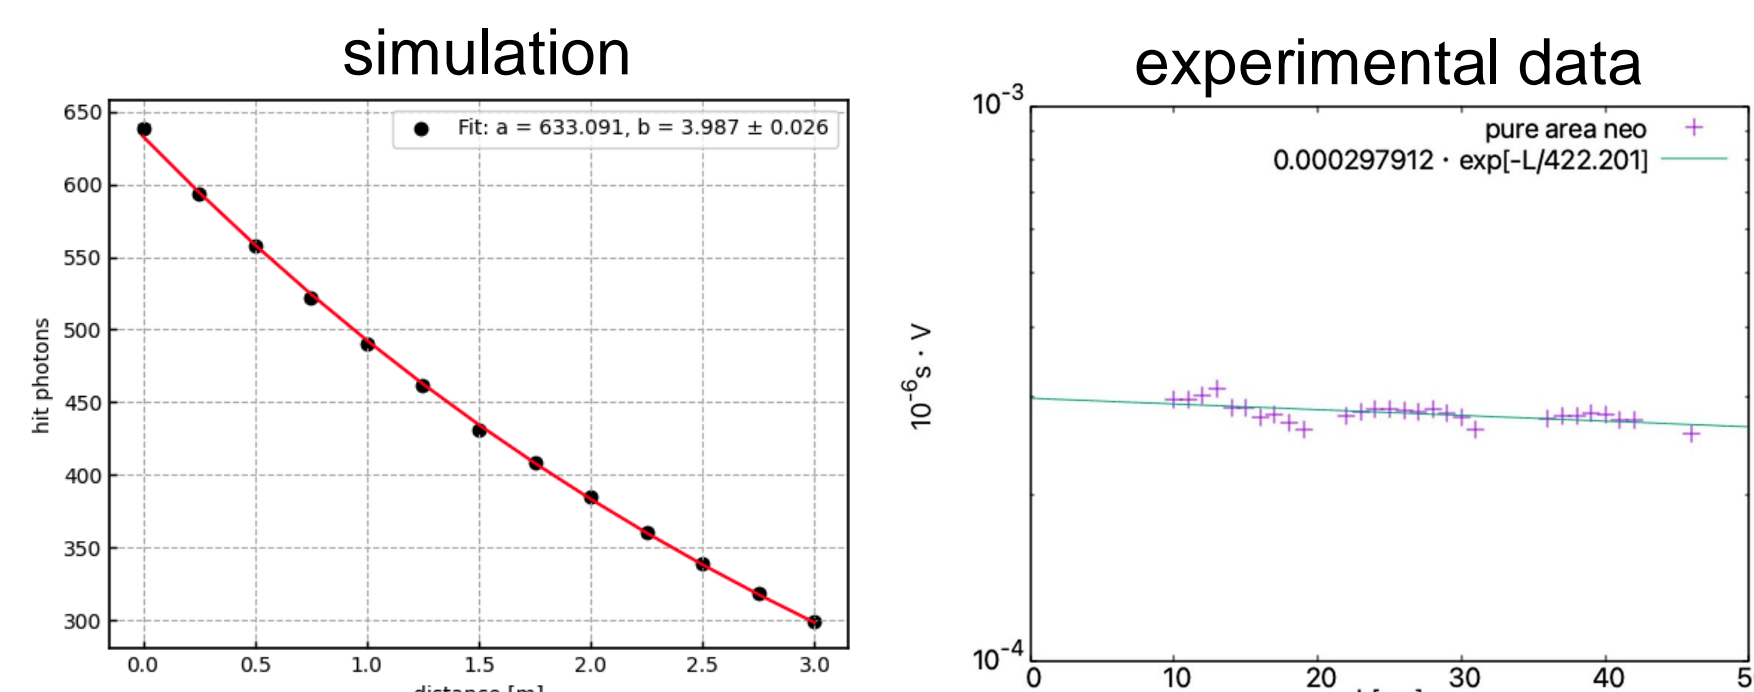 simulation
650
600
550
500
450
400
350
300
hit photons
Fit: a = 633.091, b = 3.987 ± 0.026
0.0 0.5 1.0 1.5 2.0 2.5 3.0
distance [m]
experimental data
10⁻³
10⁻⁴
10⁻⁶s · V
pure area neo
0.000297912 · exp[-L/422.201]
0 10 20 30 40 5